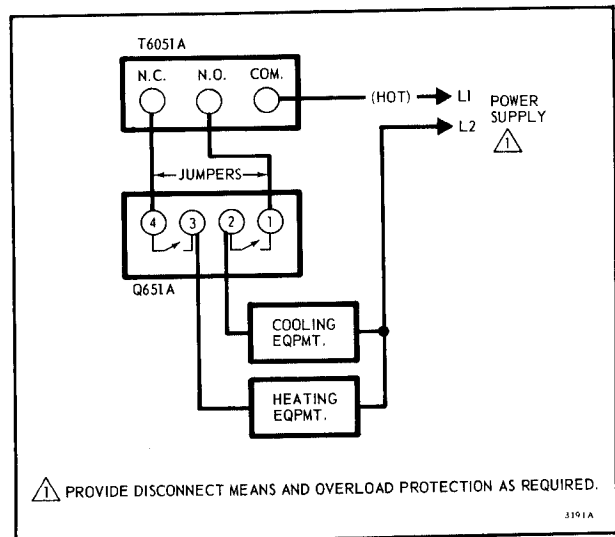 T6051A
N.C. N.O. COM.
(HOT) L1
POWER
SUPPLY
L2
1
JUMPERS
4 3 2 1
Q651A
COOLING
EQPMT.
HEATING
EQPMT.
1 PROVIDE DISCONNECT MEANS AND OVERLOAD PROTECTION AS REQUIRED.
3191A